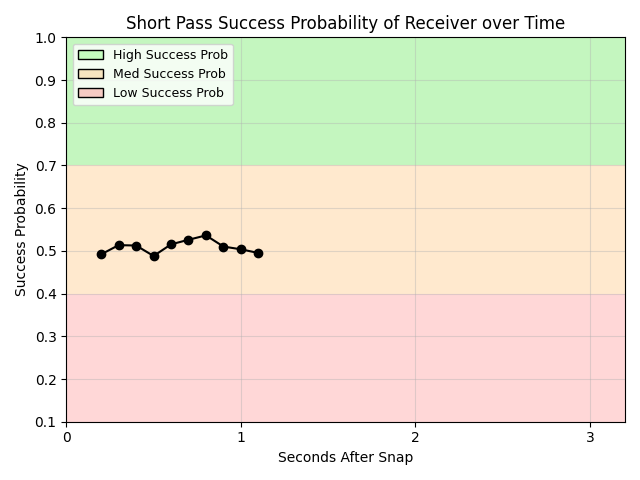 Short Pass Success Probability of Receiver over Time
1.0
High Success Prob
Med Success Prob
Low Success Prob
0.9
0.8
0.7
0.6
0.5
0.4
0.3
0.2
0.1
Success Probability
0 1 2 3
Seconds After Snap